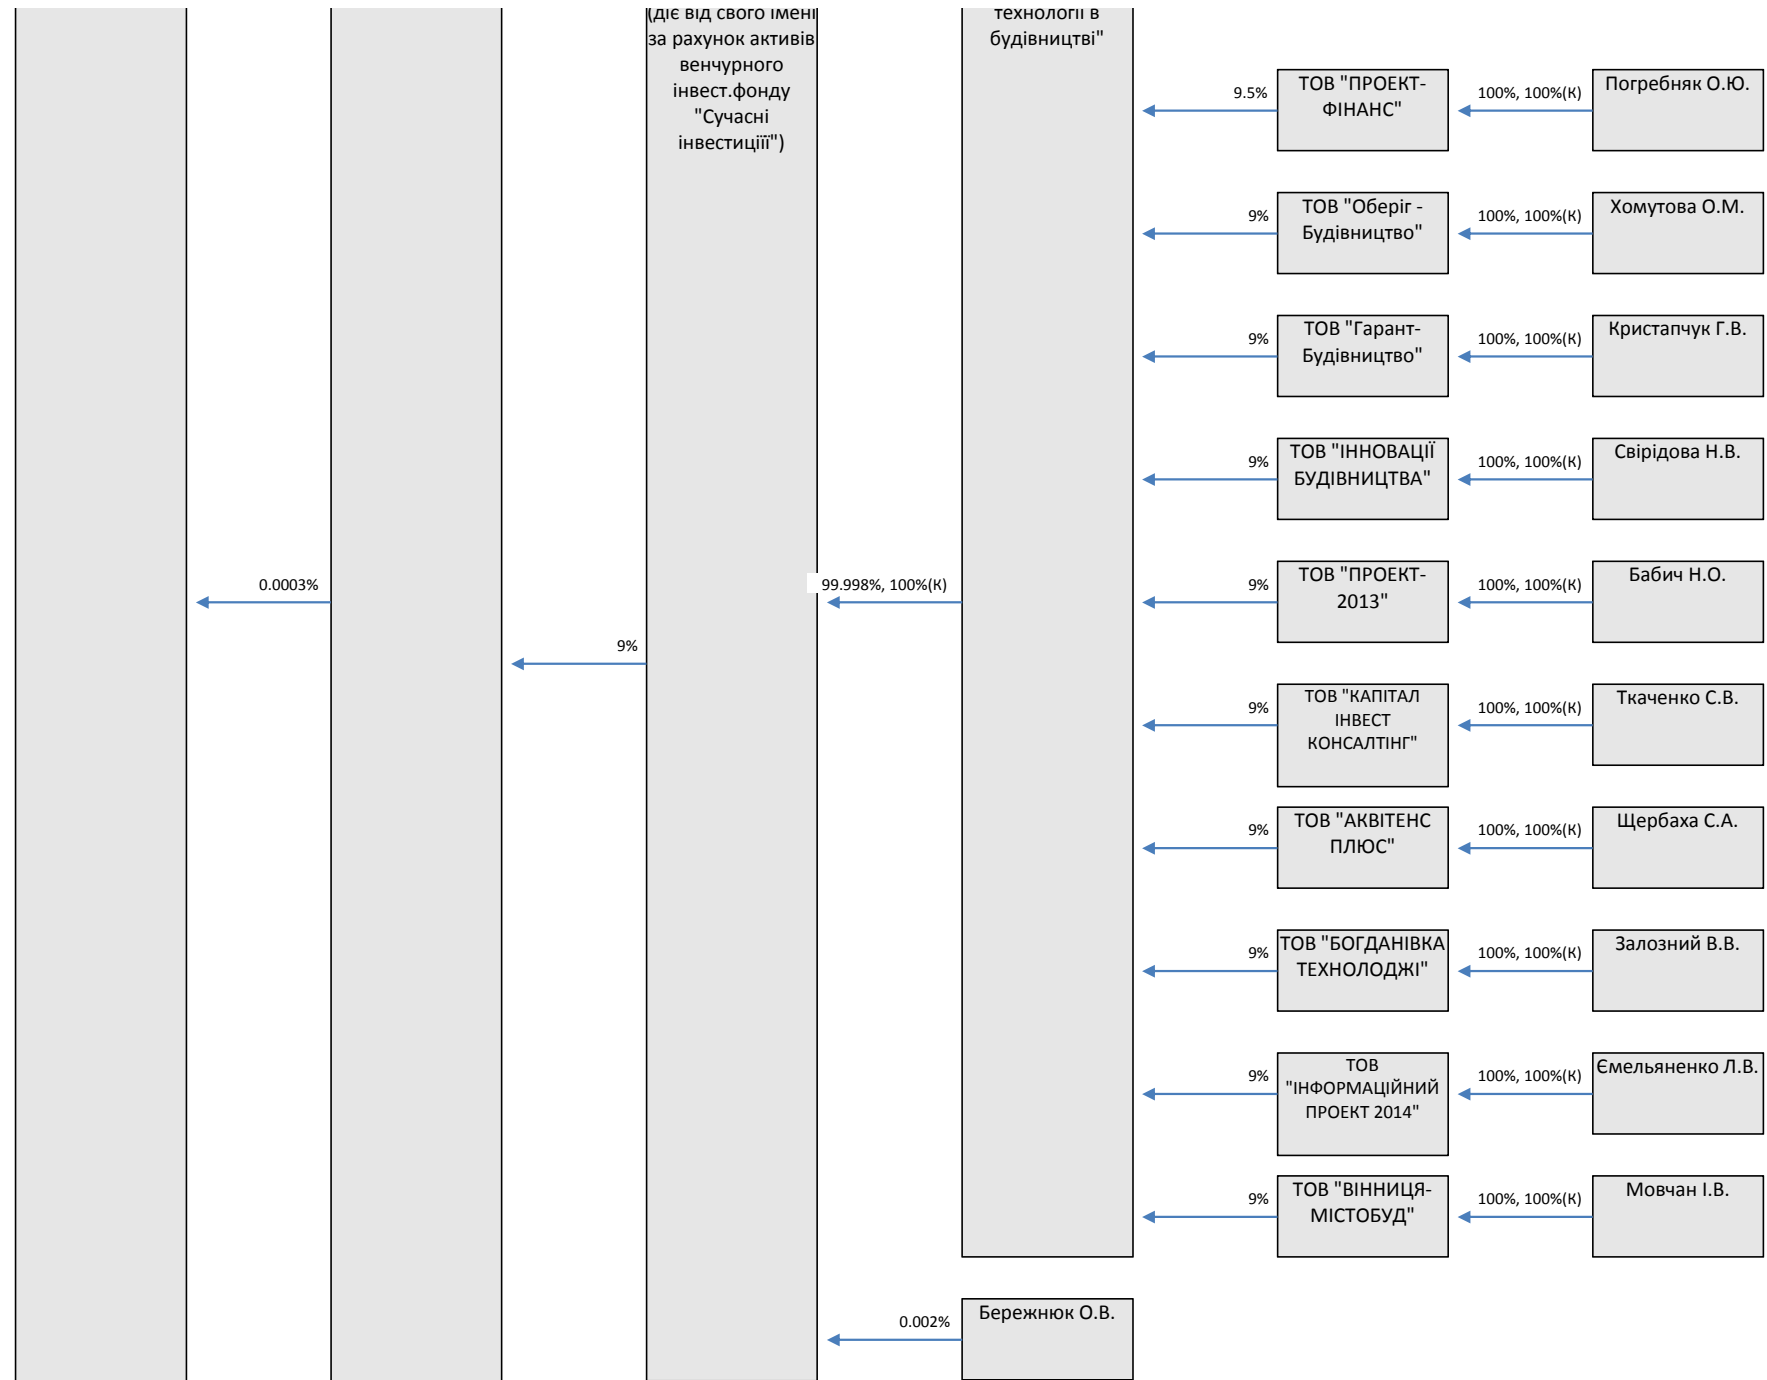 (діє від свого імені
за рахунок активів
венчурного
інвест.фонду
"Сучасні
інвестиціїї")
технології в
будівництві"
9.5%
ТОВ "ПРОЕКТ-
ФІНАНС"
100%, 100%(К)
Погребняк О.Ю.
9%
ТОВ "Оберіг -
Будівництво"
100%, 100%(К)
Хомутова О.М.
9%
ТОВ "Гарант-
Будівництво"
100%, 100%(К)
Кристапчук Г.В.
9%
ТОВ "ІННОВАЦІЇ
БУДІВНИЦТВА"
100%, 100%(К)
Свірідова Н.В.
0.0003%
99.998%, 100%(К)
9%
ТОВ "ПРОЕКТ-
2013"
100%, 100%(К)
Бабич Н.О.
9%
9%
ТОВ "КАПІТАЛ
ІНВЕСТ
КОНСАЛТІНГ"
100%, 100%(К)
Ткаченко С.В.
9%
ТОВ "АКВІТЕНС
ПЛЮС"
100%, 100%(К)
Щербаха С.А.
9%
ТОВ "БОГДАНІВКА
ТЕХНОЛОДЖІ"
100%, 100%(К)
Залозний В.В.
9%
ТОВ
"ІНФОРМАЦІЙНИЙ
ПРОЕКТ 2014"
100%, 100%(К)
Ємельяненко Л.В.
9%
ТОВ "ВІННИЦЯ-
МІСТОБУД"
100%, 100%(К)
Мовчан І.В.
0.002%
Бережнюк О.В.